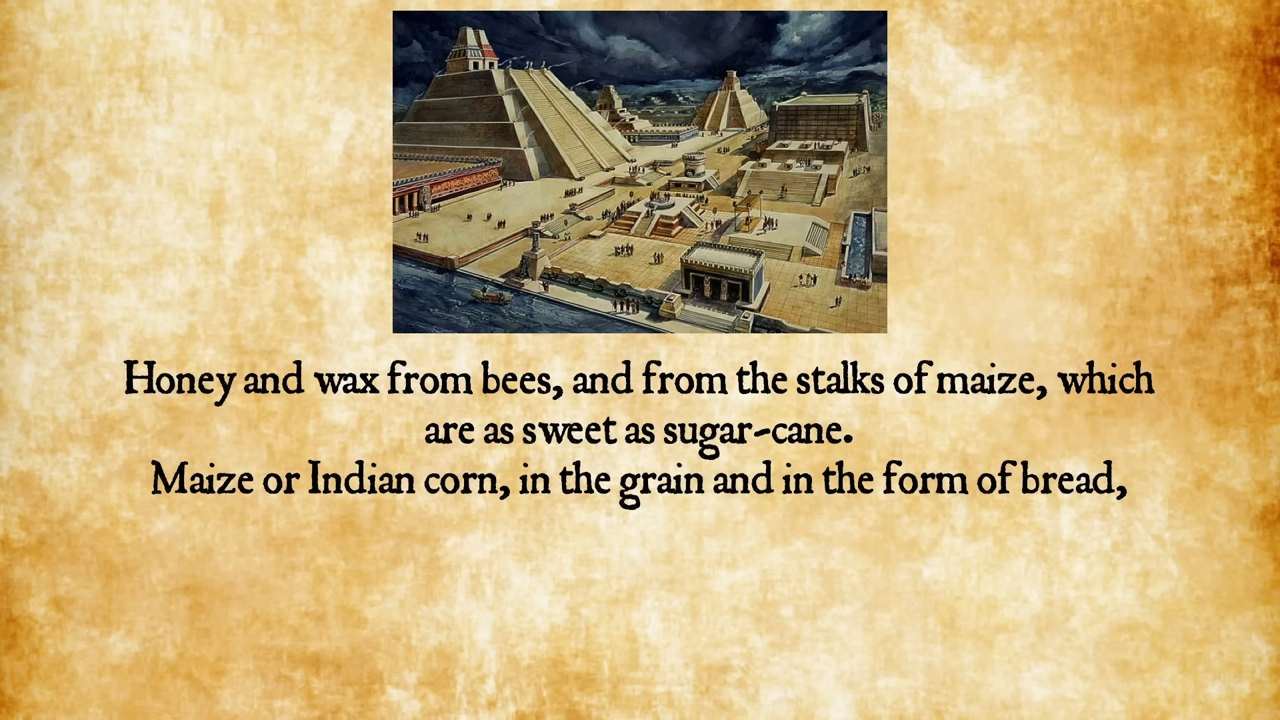 Honey and wax from bees, and from the stalks of maize, which
are as sweet as sugar-cane.
Maize or Indian corn, in the grain and in the form of bread,